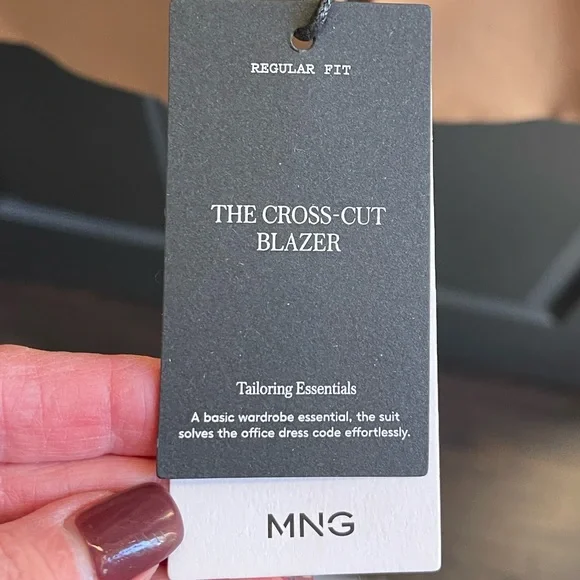 REGULAR FIT
THE CROSS-CUT
BLAZER
Tailoring Essentials
A basic wardrobe essential, the suit
solves the office dress code effortlessly.
MNG